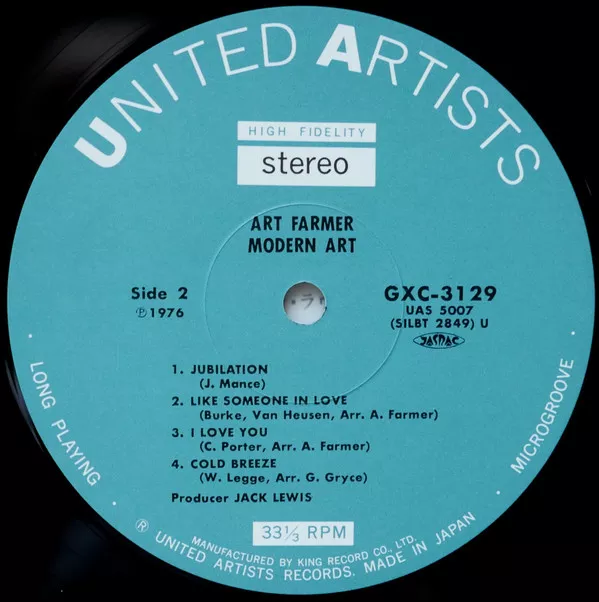 UNITED ARTISTS
HIGH FIDELITY
stereo
ART FARMER
MODERN ART
Side 2
Ⓟ1976
GXC-3129
UAS 5007
(SILBT 2849) U
JASRAC
1. JUBILATION
(J. Mance)
2. LIKE SOMEONE IN LOVE
(Burke, Van Heusen, Arr. A. Farmer)
3. I LOVE YOU
(C. Porter, Arr. A. Farmer)
4. COLD BREEZE
(W. Legge, Arr. G. Gryce)
Producer JACK LEWIS
33⅓ RPM
· LONG PLAYING ·
· MICROGROOVE ·
MANUFACTURED BY KING RECORD CO., LTD.
® UNITED ARTISTS RECORDS. MADE IN JAPAN